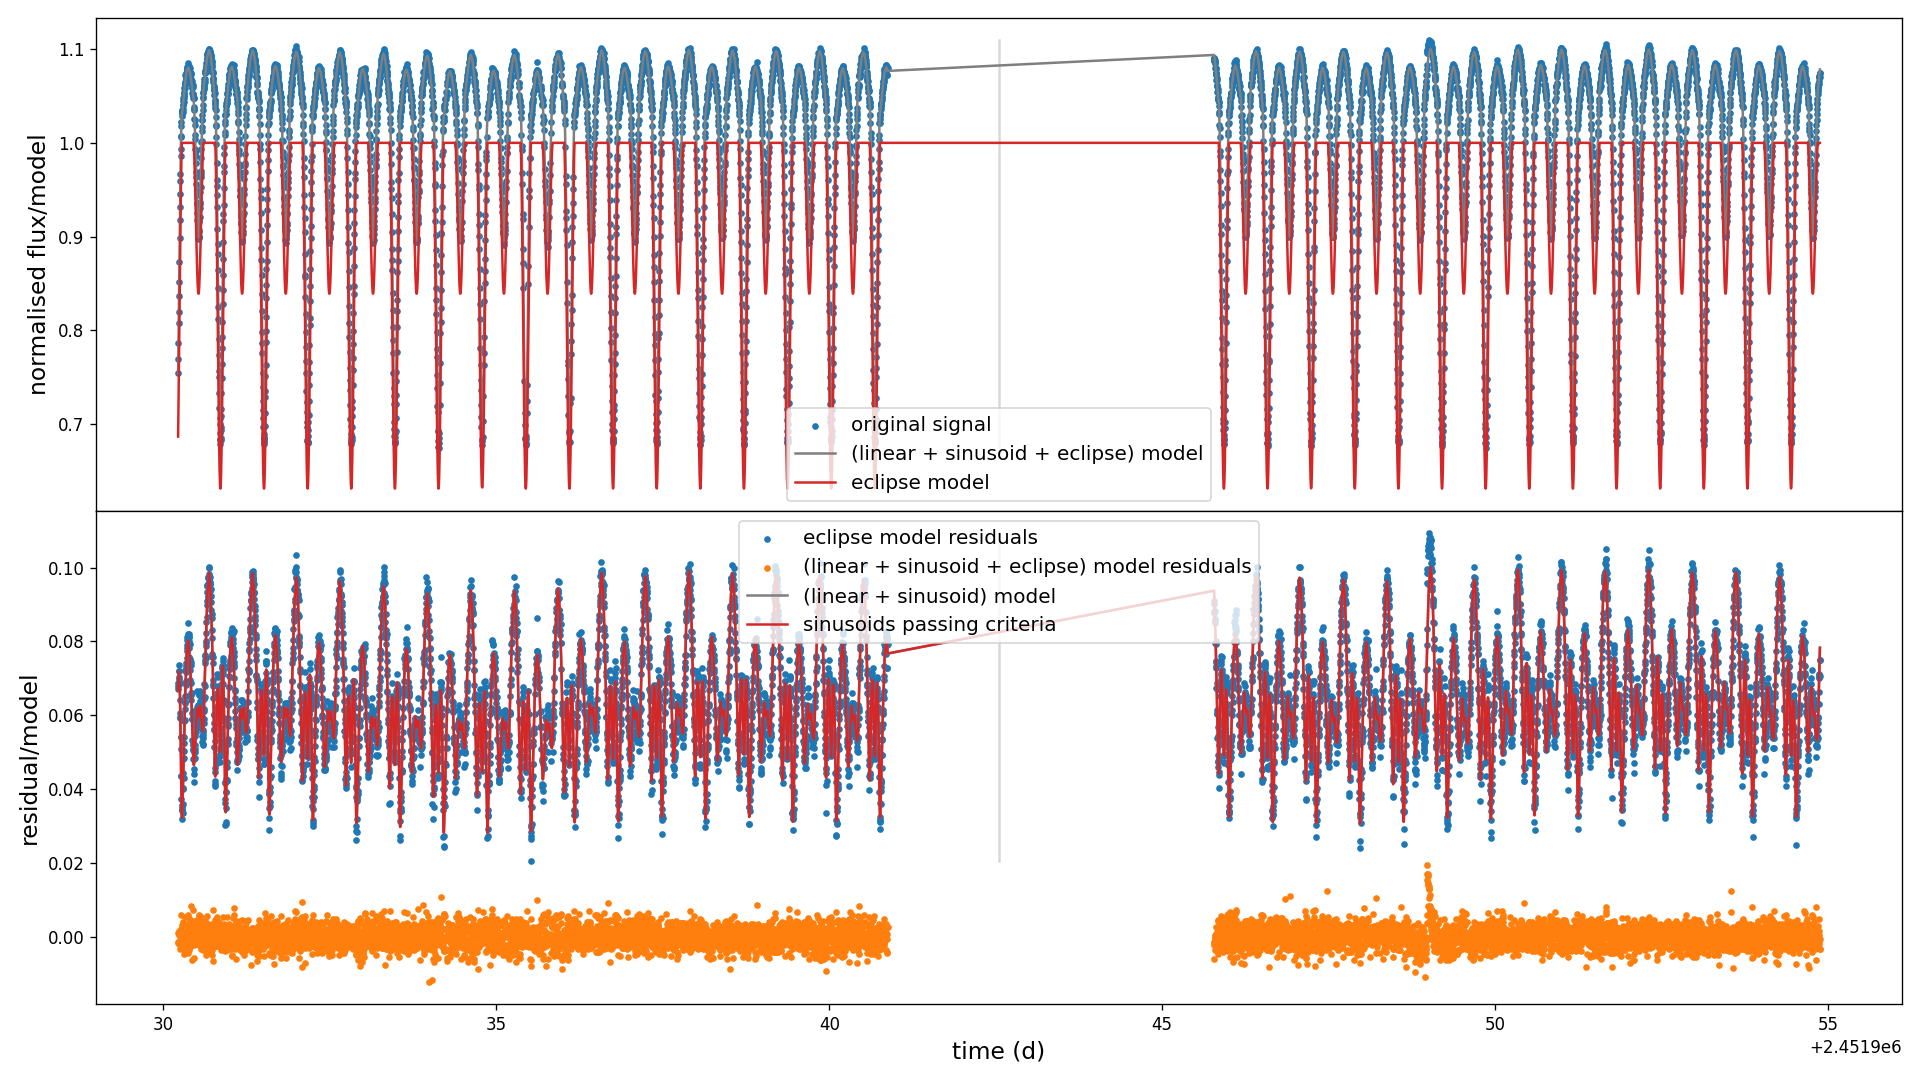 normalised flux/model
1.1
1.0
0.9
0.8
0.7
original signal
(linear + sinusoid + eclipse) model
eclipse model
residual/model
0.10
0.08
0.06
0.04
0.02
0.00
eclipse model residuals
(linear + sinusoid + eclipse) model residuals
(linear + sinusoid) model
sinusoids passing criteria
30 35 40 45 50 55
time (d)
+2.4519e6